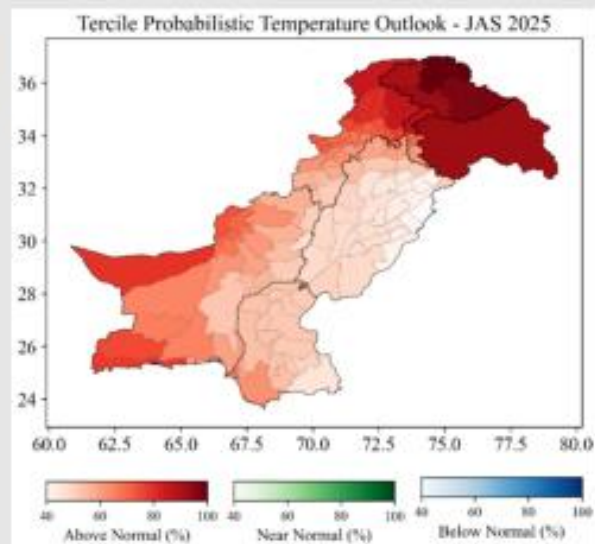 Tercile Probabilistic Temperature Outlook - JAS 2025
36
34
32
30
28
26
24
60.0 62.5 65.0 67.5 70.0 72.5 75.0 77.5 80.0
40 60 80 100 40 60 80 100 40 60 80 100
Above Normal (%) Near Normal (%) Below Normal (%)